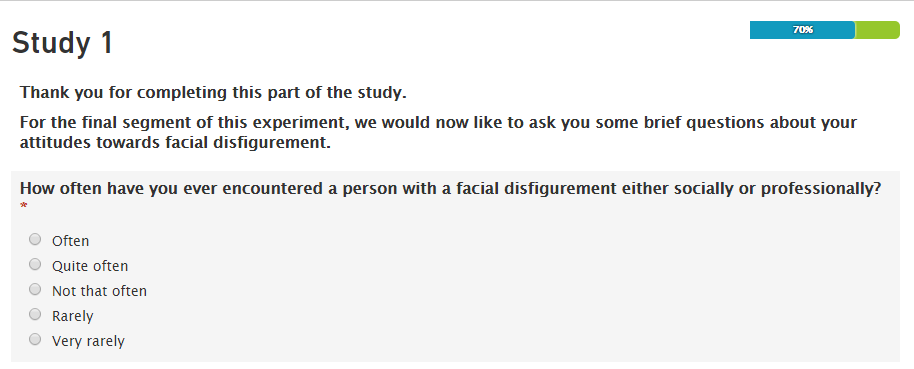 70%
Study 1
Thank you for completing this part of the study.
For the final segment of this experiment, we would now like to ask you some brief questions about your
attitudes towards facial disfigurement.
How often have you ever encountered a person with a facial disfigurement either socially or professionally?
*
Often
Quite often
Not that often
Rarely
Very rarely